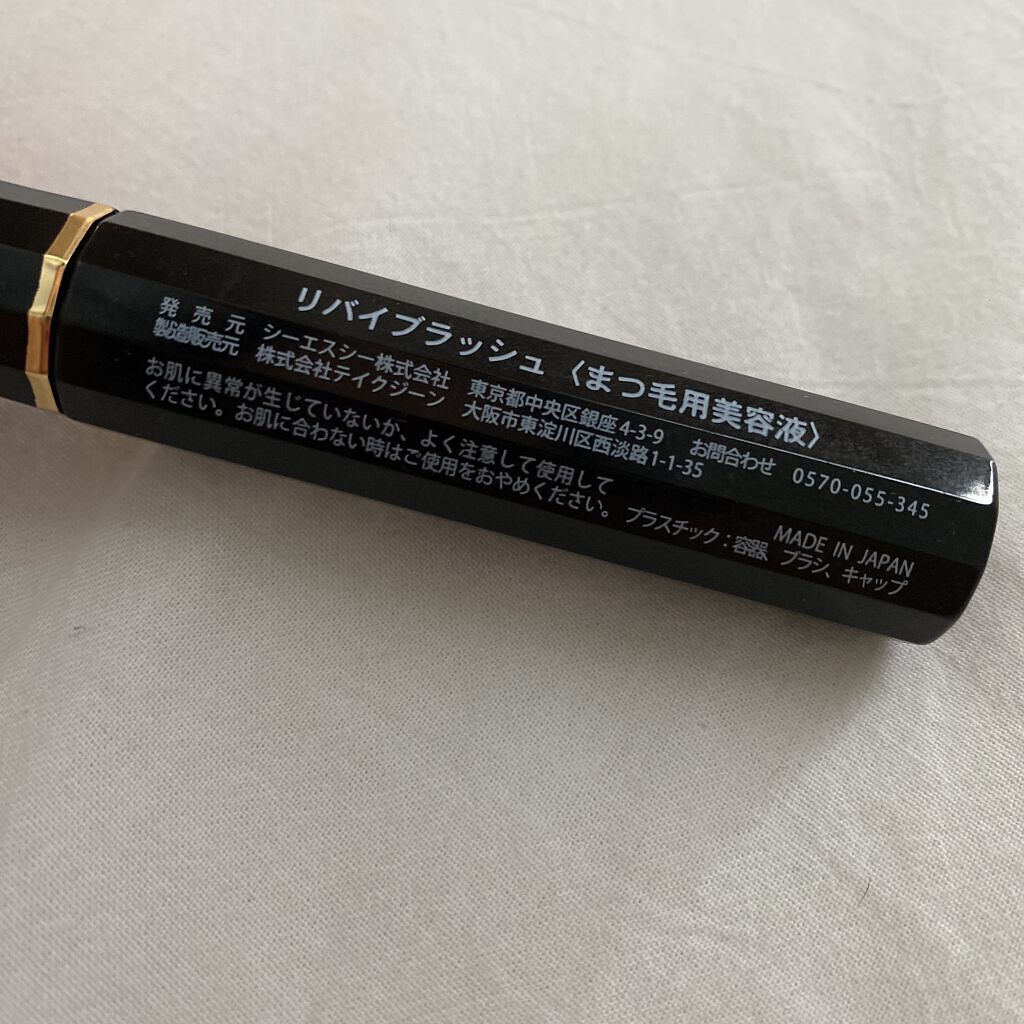 リバイブラッシュ〈まつ毛用美容液〉
発売元 シーエスシー株式会社 東京都中央区銀座4-3-9 お問合わせ 0570-055-345
製造販売元 株式会社テイクジーン 大阪市東淀川区西淡路1-1-35
お肌に異常が生じていないか、よく注意して使用して
ください。お肌に合わない時はご使用をおやめください。
MADE IN JAPAN
プラスチック：容器、ブラシ、キャップ